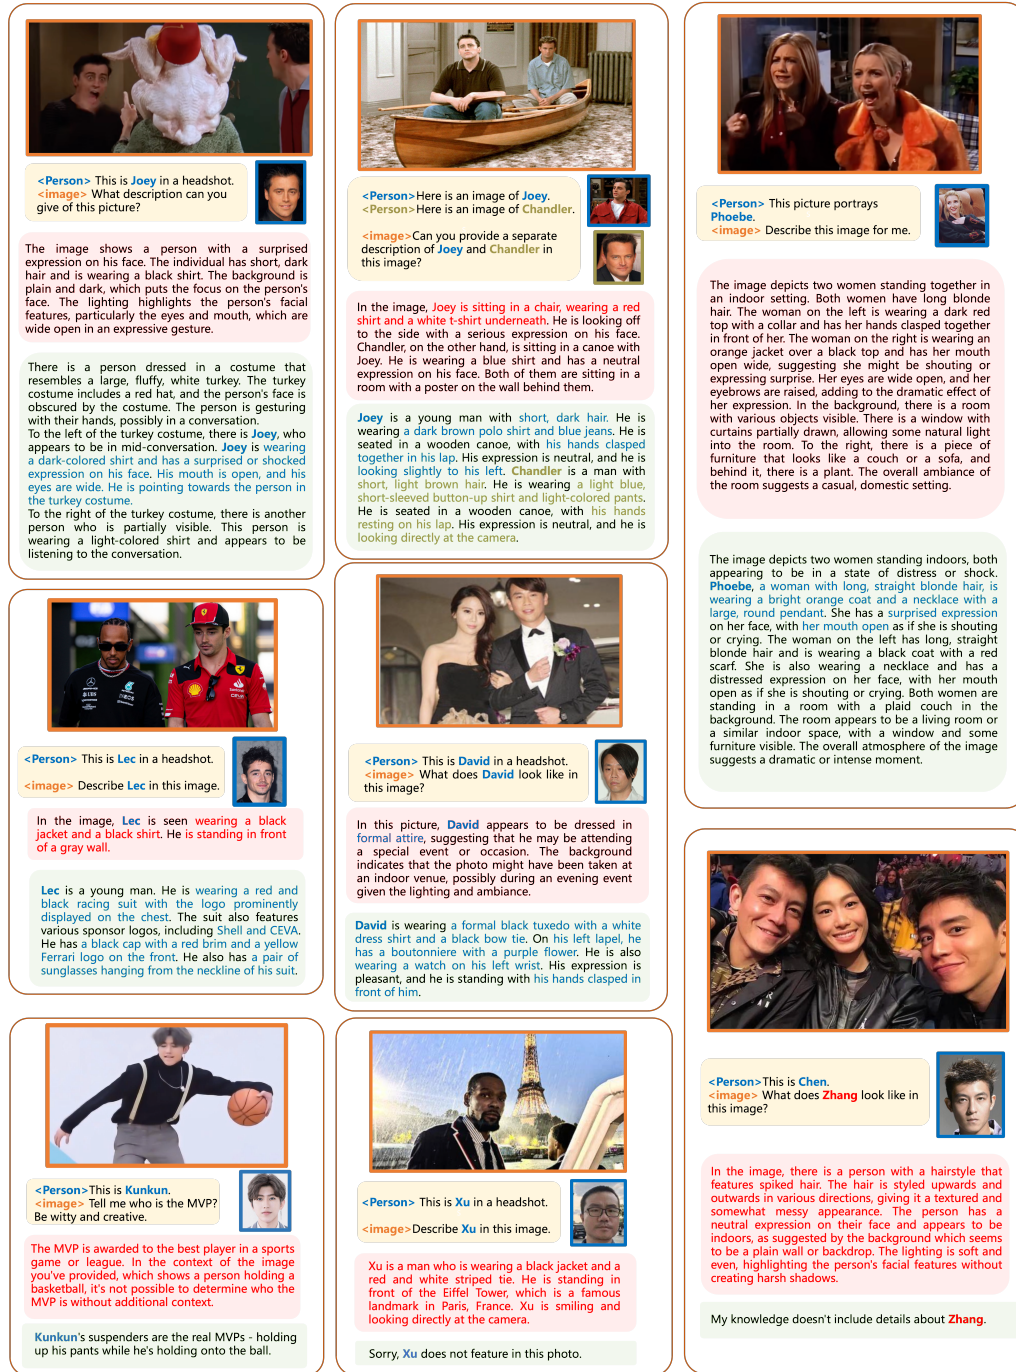 <Person> This is Joey in a headshot.
<image> What description can you
give of this picture?
The image shows a person with a surprised
expression on his face. The individual has short, dark
hair and is wearing a black shirt. The background is
plain and dark, which puts the focus on the person's
face. The lighting highlights the person's facial
features, particularly the eyes and mouth, which are
wide open in an expressive gesture.
There is a person dressed in a costume that
resembles a large, fluffy, white turkey. The turkey
costume includes a red hat, and the person's face is
obscured by the costume. The person is gesturing
with their hands, possibly in a conversation.
To the left of the turkey costume, there is Joey, who
appears to be in mid-conversation. Joey is wearing
a dark-colored shirt and has a surprised or shocked
expression on his face. His mouth is open, and his
eyes are wide. He is pointing towards the person in
the turkey costume.
To the right of the turkey costume, there is another
person who is partially visible. This person is
wearing a light-colored shirt and appears to be
listening to the conversation.
<Person>Here is an image of Joey.
<Person>Here is an image of Chandler.
<image>Can you provide a separate
description of Joey and Chandler in
this image?
In the image, Joey is sitting in a chair, wearing a red
shirt and a white t-shirt underneath. He is looking off
to the side with a serious expression on his face.
Chandler, on the other hand, is sitting in a canoe with
Joey. He is wearing a blue shirt and has a neutral
expression on his face. Both of them are sitting in a
room with a poster on the wall behind them.
Joey is a young man with short, dark hair. He is
wearing a dark brown polo shirt and blue jeans. He is
seated in a wooden canoe, with his hands clasped
together in his lap. His expression is neutral, and he is
looking slightly to his left. Chandler is a man with
short, light brown hair. He is wearing a light blue,
short-sleeved button-up shirt and light-colored pants.
He is seated in a wooden canoe, with his hands
resting on his lap. His expression is neutral, and he is
looking directly at the camera.
<Person> This picture portrays
Phoebe.
<image> Describe this image for me.
The image depicts two women standing together in
an indoor setting. Both women have long blonde
hair. The woman on the left is wearing a dark red
top with a collar and has her hands clasped together
in front of her. The woman on the right is wearing an
orange jacket over a black top and has her mouth
open wide, suggesting she might be shouting or
expressing surprise. Her eyes are wide open, and her
eyebrows are raised, adding to the dramatic effect of
her expression. In the background, there is a room
with various objects visible. There is a window with
curtains partially drawn, allowing some natural light
into the room. To the right, there is a piece of
furniture that looks like a couch or a sofa, and
behind it, there is a plant. The overall ambiance of
the room suggests a casual, domestic setting.
The image depicts two women standing indoors, both
appearing to be in a state of distress or shock.
Phoebe, a woman with long, straight blonde hair, is
wearing a bright orange coat and a necklace with a
large, round pendant. She has a surprised expression
on her face, with her mouth open as if she is shouting
or crying. The woman on the left has long, straight
blonde hair and is wearing a black coat with a red
scarf. She is also wearing a necklace and has a
distressed expression on her face, with her mouth
open as if she is shouting or crying. Both women are
standing in a room with a plaid couch in the
background. The room appears to be a living room or
a similar indoor space, with a window and some
furniture visible. The overall atmosphere of the image
suggests a dramatic or intense moment.
<Person> This is Lec in a headshot.
<image> Describe Lec in this image.
In the image, Lec is seen wearing a black
jacket and a black shirt. He is standing in front
of a gray wall.
Lec is a young man. He is wearing a red and
black racing suit with the logo prominently
displayed on the chest. The suit also features
various sponsor logos, including Shell and CEVA.
He has a black cap with a red brim and a yellow
Ferrari logo on the front. He also has a pair of
sunglasses hanging from the neckline of his suit.
<Person> This is David in a headshot.
<image> What does David look like in
this image?
In this picture, David appears to be dressed in
formal attire, suggesting that he may be attending
a special event or occasion. The background
indicates that the photo might have been taken at
an indoor venue, possibly during an evening event
given the lighting and ambiance.
David is wearing a formal black tuxedo with a white
dress shirt and a black bow tie. On his left lapel, he
has a boutonniere with a purple flower. He is also
wearing a watch on his left wrist. His expression is
pleasant, and he is standing with his hands clasped in
front of him.
<Person>This is Chen.
<image> What does Zhang look like in
this image?
In the image, there is a person with a hairstyle that
features spiked hair. The hair is styled upwards and
outwards in various directions, giving it a textured and
somewhat messy appearance. The person has a
neutral expression on their face and appears to be
indoors, as suggested by the background which seems
to be a plain wall or backdrop. The lighting is soft and
even, highlighting the person's facial features without
creating harsh shadows.
My knowledge doesn't include details about Zhang.
<Person>This is Kunkun.
<image> Tell me who is the MVP?
Be witty and creative.
The MVP is awarded to the best player in a sports
game or league. In the context of the image
you've provided, which shows a person holding a
basketball, it's not possible to determine who the
MVP is without additional context.
Kunkun's suspenders are the real MVPs - holding
up his pants while he's holding onto the ball.
<Person> This is Xu in a headshot.
<image>Describe Xu in this image.
Xu is a man who is wearing a black jacket and a
red and white striped tie. He is standing in
front of the Eiffel Tower, which is a famous
landmark in Paris, France. Xu is smiling and
looking directly at the camera.
Sorry, Xu does not feature in this photo.